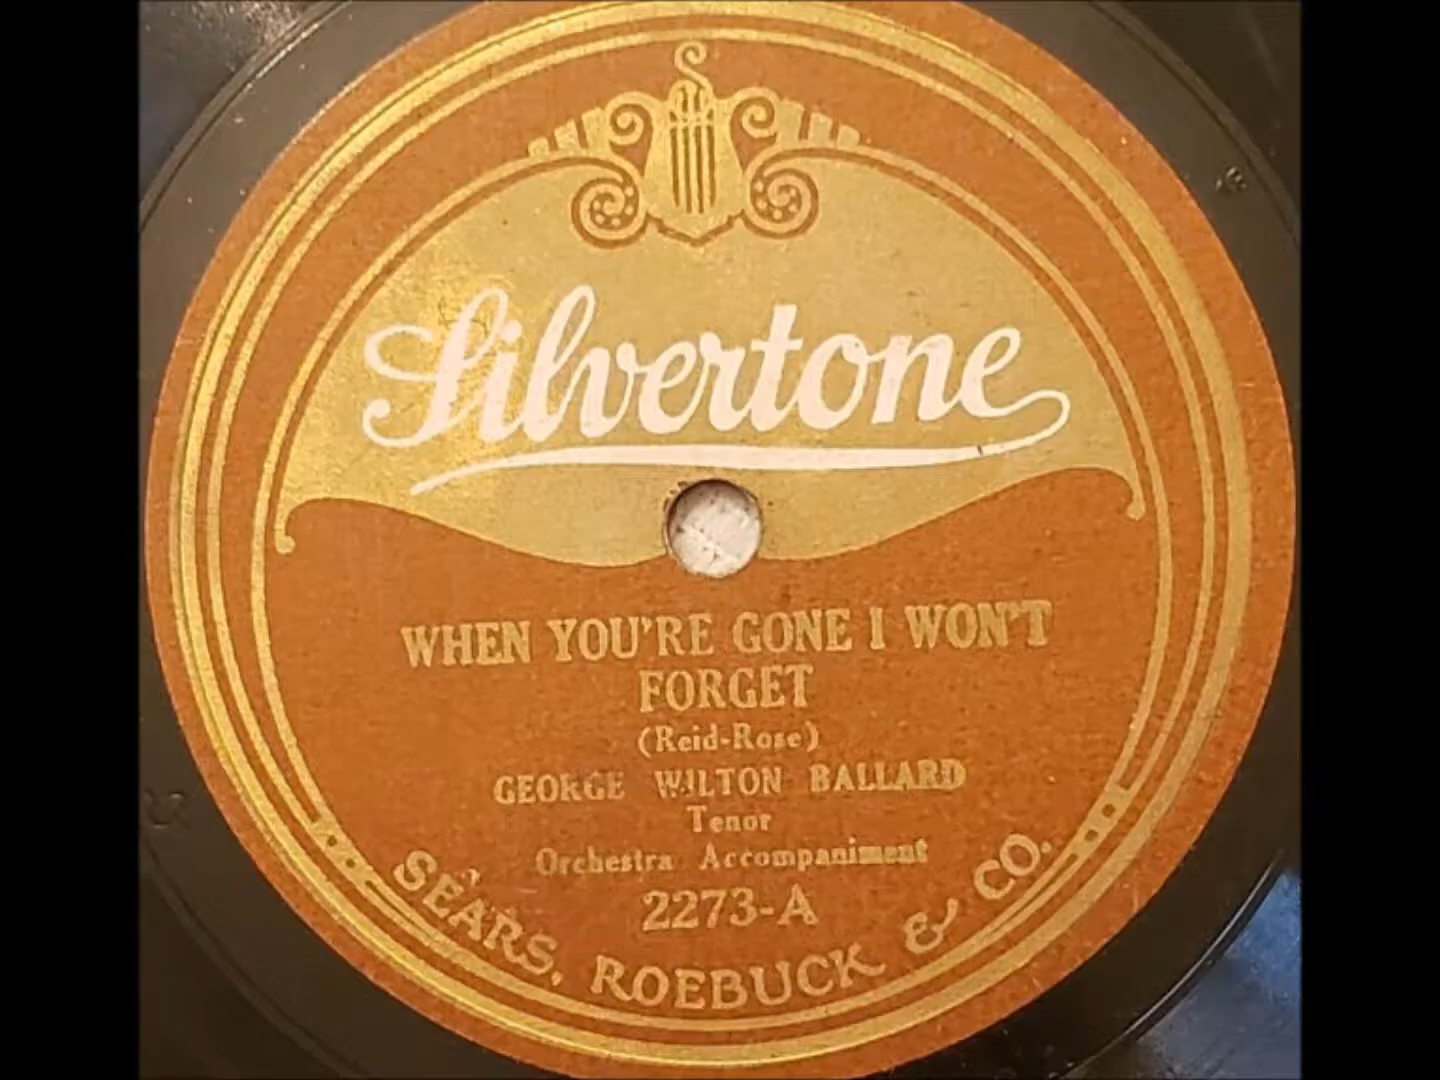 Silvertone
WHEN YOU'RE GONE I WON'T
FORGET
(Reid-Rose)
GEORGE WILTON BALLARD
Tenor
Orchestra Accompaniment
2273-A
SEARS, ROEBUCK & CO.